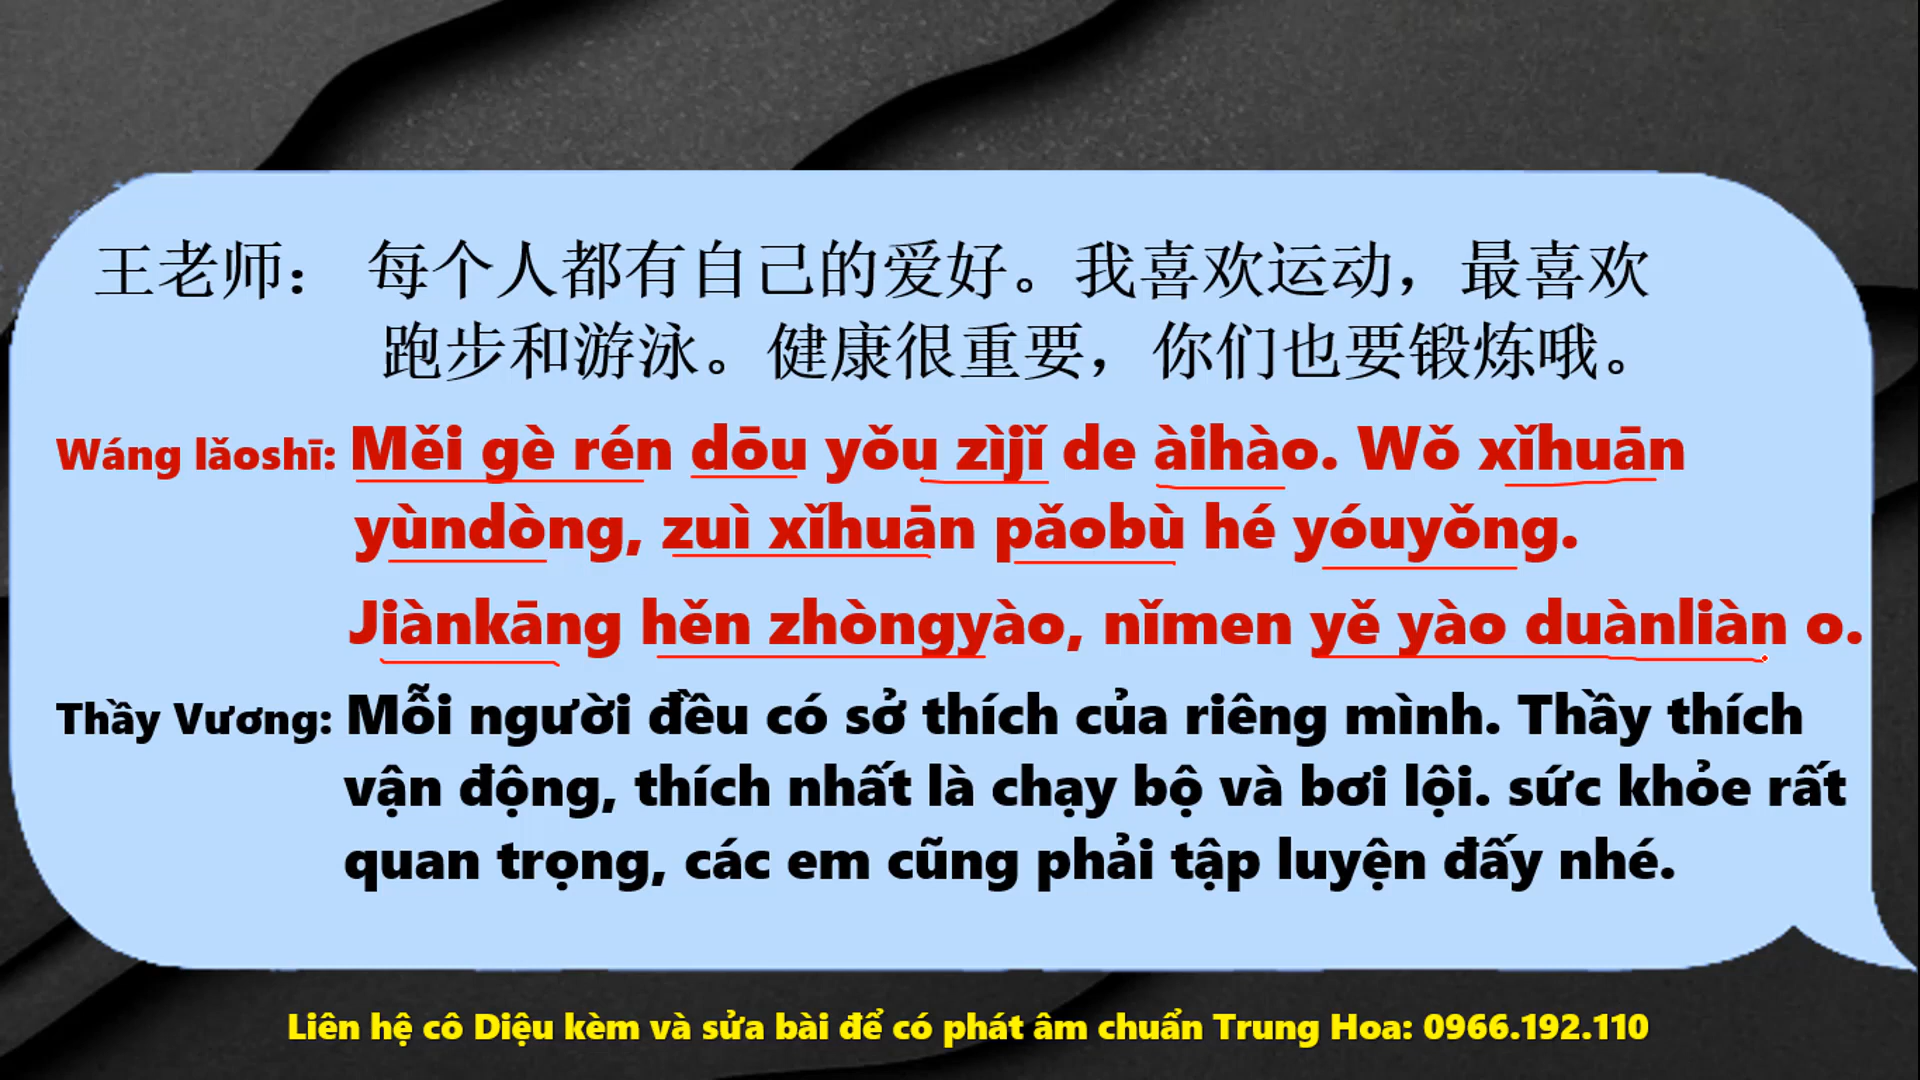 王老师： 每个人都有自己的爱好。我喜欢运动，最喜欢
跑步和游泳。健康很重要，你们也要锻炼哦。
Wáng lǎoshī: Měi gè rén dōu yǒu zìjǐ de àihào. Wǒ xǐhuān
yùndòng, zuì xǐhuān pǎobù hé yóuyǒng.
Jiànkāng hěn zhòngyào, nǐmen yě yào duànliàn o.
Thầy Vương: Mỗi người đều có sở thích của riêng mình. Thầy thích
vận động, thích nhất là chạy bộ và bơi lội. sức khỏe rất
quan trọng, các em cũng phải tập luyện đấy nhé.
Liên hệ cô Diệu kèm và sửa bài để có phát âm chuẩn Trung Hoa: 0966.192.110